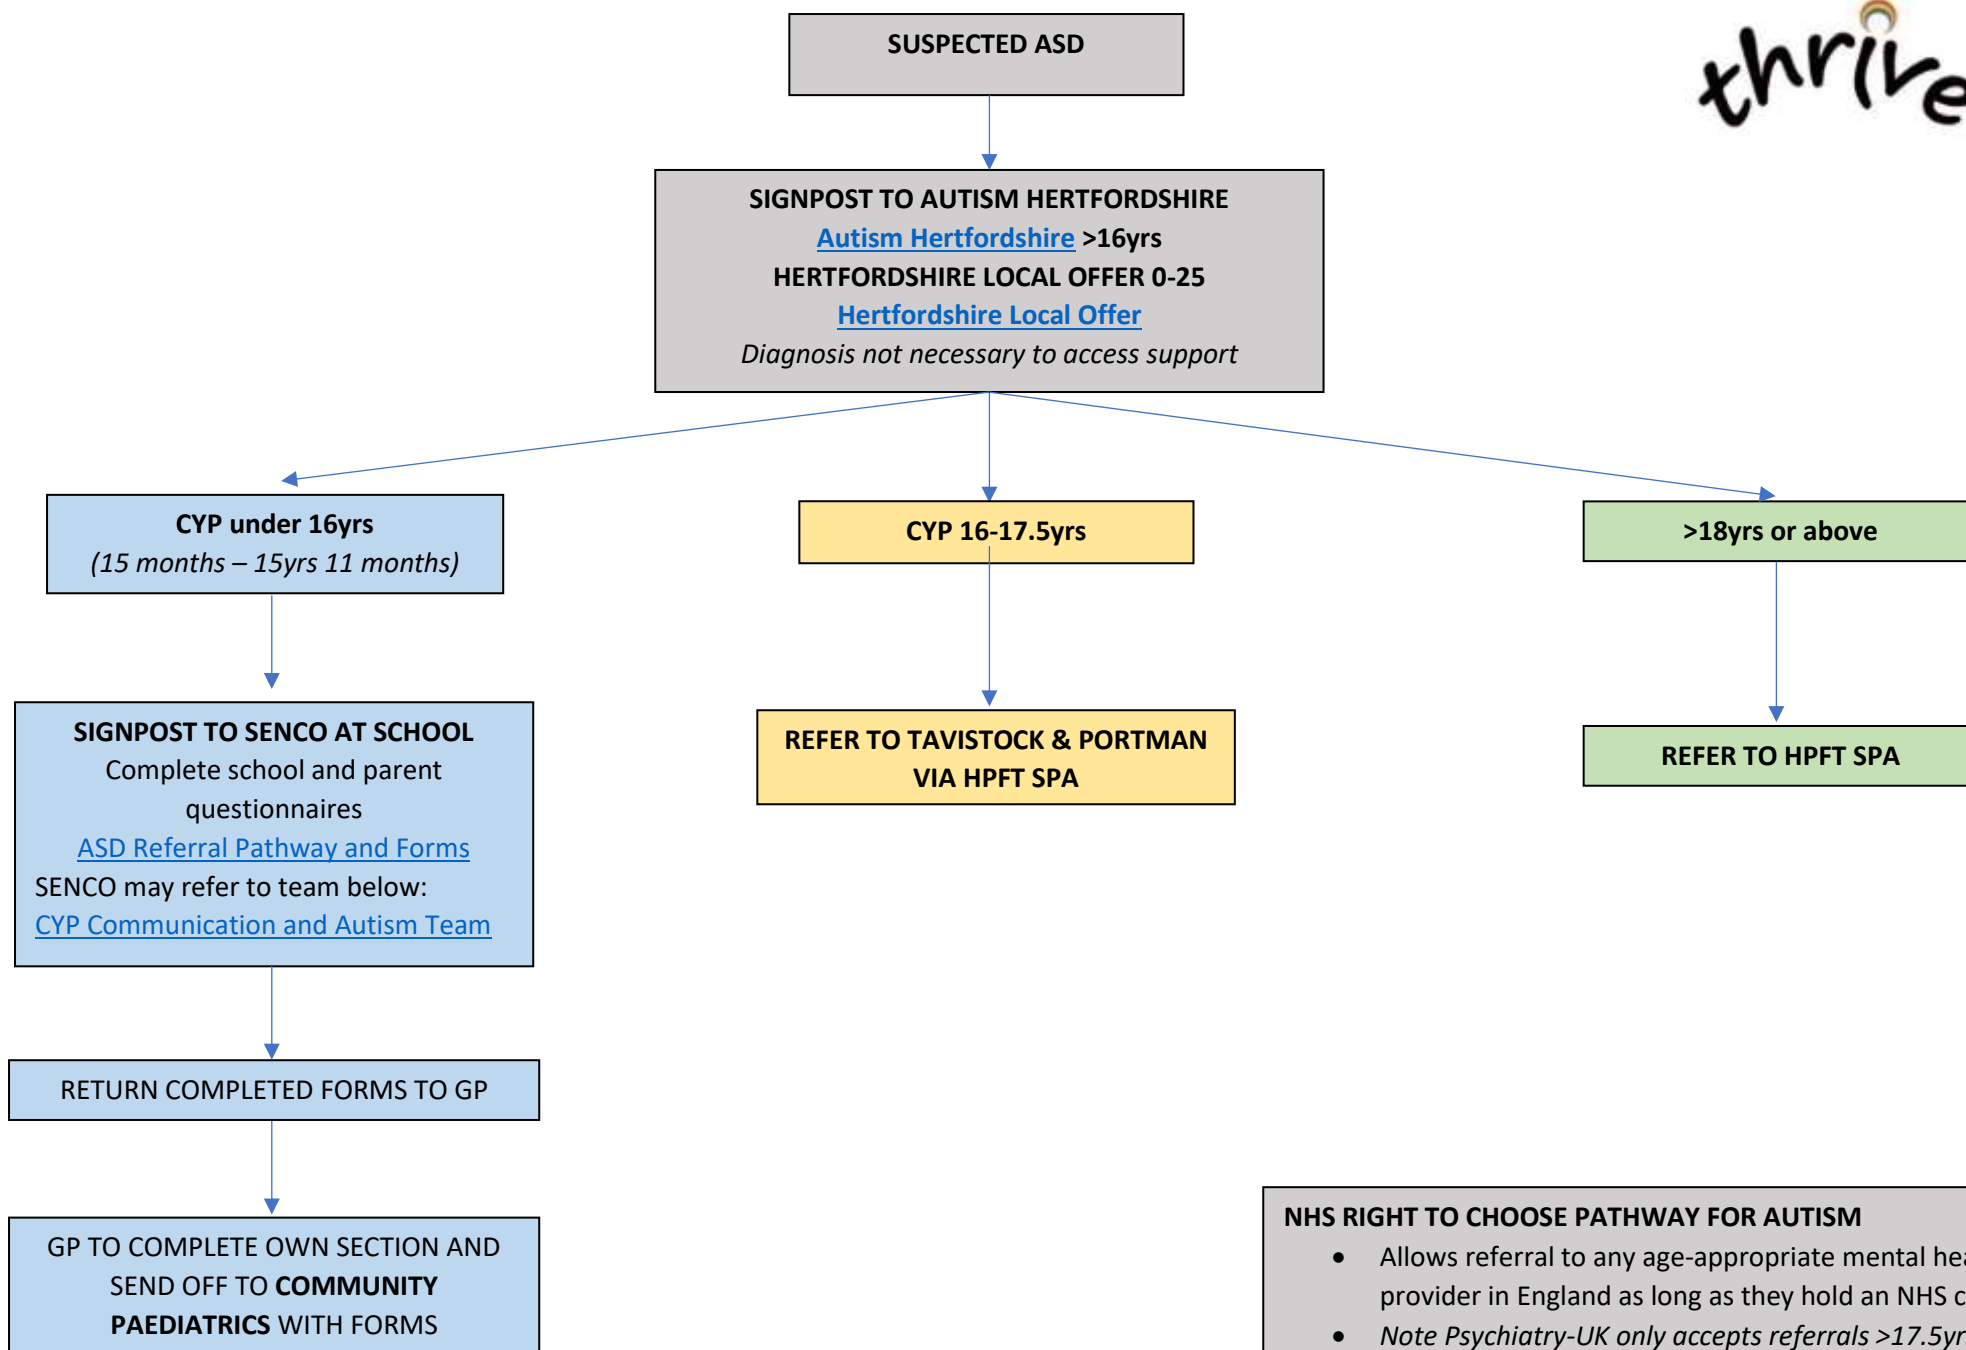 thrive
SUSPECTED ASD
SIGNPOST TO AUTISM HERTFORDSHIRE
Autism Hertfordshire >16yrs
HERTFORDSHIRE LOCAL OFFER 0-25
Hertfordshire Local Offer
Diagnosis not necessary to access support
CYP under 16yrs
(15 months – 15yrs 11 months)
CYP 16-17.5yrs
>18yrs or above
SIGNPOST TO SENCO AT SCHOOL
Complete school and parent
questionnaires
ASD Referral Pathway and Forms
SENCO may refer to team below:
CYP Communication and Autism Team
REFER TO TAVISTOCK & PORTMAN
VIA HPFT SPA
REFER TO HPFT SPA
RETURN COMPLETED FORMS TO GP
GP TO COMPLETE OWN SECTION AND
SEND OFF TO COMMUNITY
PAEDIATRICS WITH FORMS
NHS RIGHT TO CHOOSE PATHWAY FOR AUTISM
• Allows referral to any age-appropriate mental
provider in England as long as they hold an NHS
• Note Psychiatry-UK only accepts referrals >17.5yr